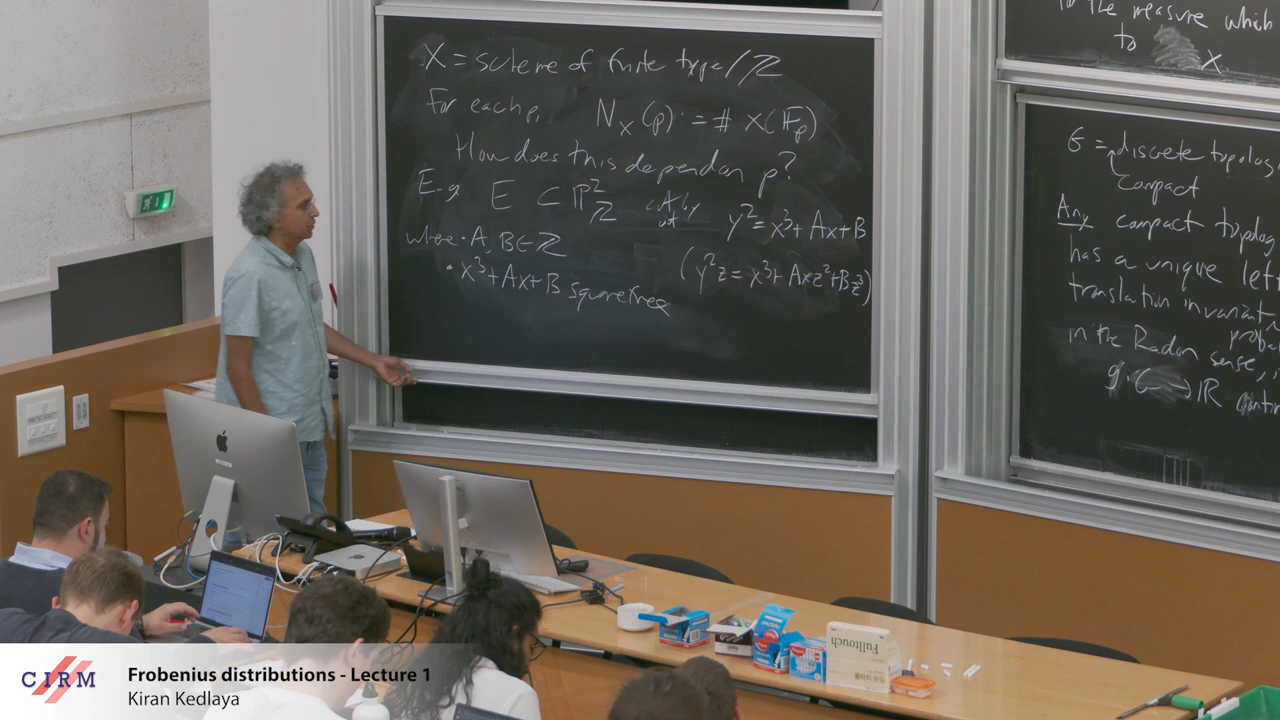 X = scheme of finite type/ℤ
For each p, N_X(p) := # X(𝔽_p)
How does this depend on p?
E.g. E ⊂ ℙ²_ℤ cut out by y² = x³ + Ax + B
(y²z = x³ + Axz² + Bz³)
where • A, B ∈ ℤ
• x³ + Ax + B squarefree
for the measure which
to X
G = discrete topolog
compact
Any compact topolog
has a unique left
translation invariant
proba
in the Radon sense, i
g: G → ℝ contin
Fulltouch
CIRM
Frobenius distributions - Lecture 1
Kiran Kedlaya